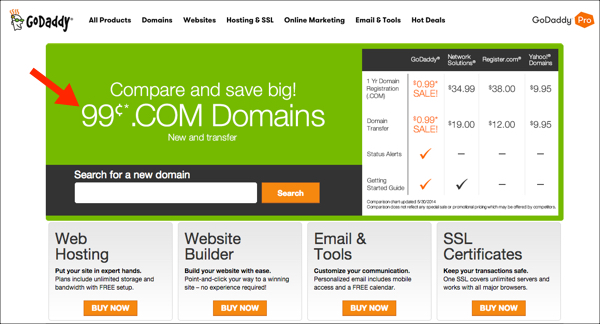 GoDaddy®
All Products Domains Websites Hosting & SSL Online Marketing Email & Tools Hot Deals
GoDaddy Pro
Compare and save big!
99¢*.COM Domains
New and transfer
Search for a new domain
Search
GoDaddy® Network Solutions® Register.com® Yahoo!® Domains
1 Yr Domain Registration (.COM) $0.99* SALE! $34.99 $38.00 $9.95
Domain Transfer $0.99* SALE! $19.00 $12.00 $9.95
Status Alerts ✓ – – –
Getting Started Guide ✓ ✓ – –
Comparison chart updated 5/30/2014
Comparison does not reflect any special sale or promotional pricing which may be offered by competitors.
Web Hosting
Put your site in expert hands.
Plans include unlimited storage and
bandwidth with FREE setup.
BUY NOW
Website Builder
Build your website with ease.
Point-and-click your way to a winning
site – no experience required!
BUY NOW
Email & Tools
Customize your communication.
Personalized email includes mobile
access and a FREE calendar.
BUY NOW
SSL Certificates
Keep your transactions safe.
One SSL covers unlimited servers and
works with all major browsers.
BUY NOW